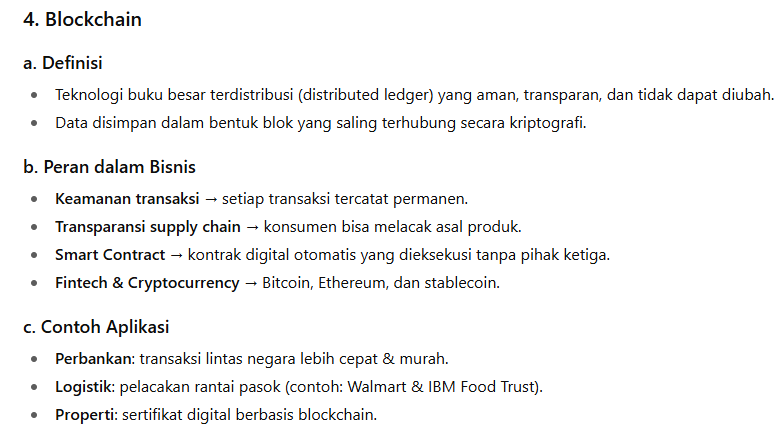 4. Blockchain
a. Definisi
• Teknologi buku besar terdistribusi (distributed ledger) yang aman, transparan, dan tidak dapat diubah.
• Data disimpan dalam bentuk blok yang saling terhubung secara kriptografi.
b. Peran dalam Bisnis
• Keamanan transaksi → setiap transaksi tercatat permanen.
• Transparansi supply chain → konsumen bisa melacak asal produk.
• Smart Contract → kontrak digital otomatis yang dieksekusi tanpa pihak ketiga.
• Fintech & Cryptocurrency → Bitcoin, Ethereum, dan stablecoin.
c. Contoh Aplikasi
• Perbankan: transaksi lintas negara lebih cepat & murah.
• Logistik: pelacakan rantai pasok (contoh: Walmart & IBM Food Trust).
• Properti: sertifikat digital berbasis blockchain.